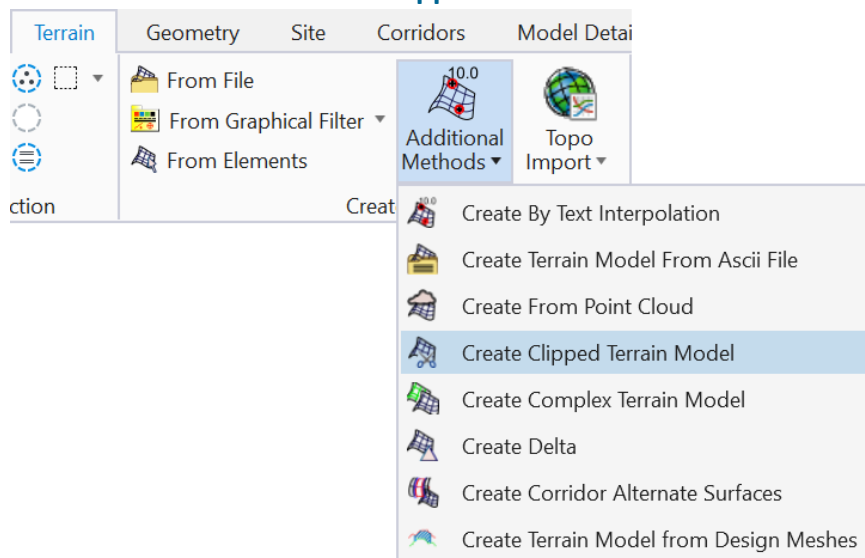 Terrain Geometry Site Corridors Model Detai
From File
From Graphical Filter
From Elements
10.0
Additional
Methods
Topo
Import
ction
Creat
10.0
Create By Text Interpolation
Create Terrain Model From Ascii File
Create From Point Cloud
Create Clipped Terrain Model
Create Complex Terrain Model
Create Delta
Create Corridor Alternate Surfaces
Create Terrain Model from Design Meshes